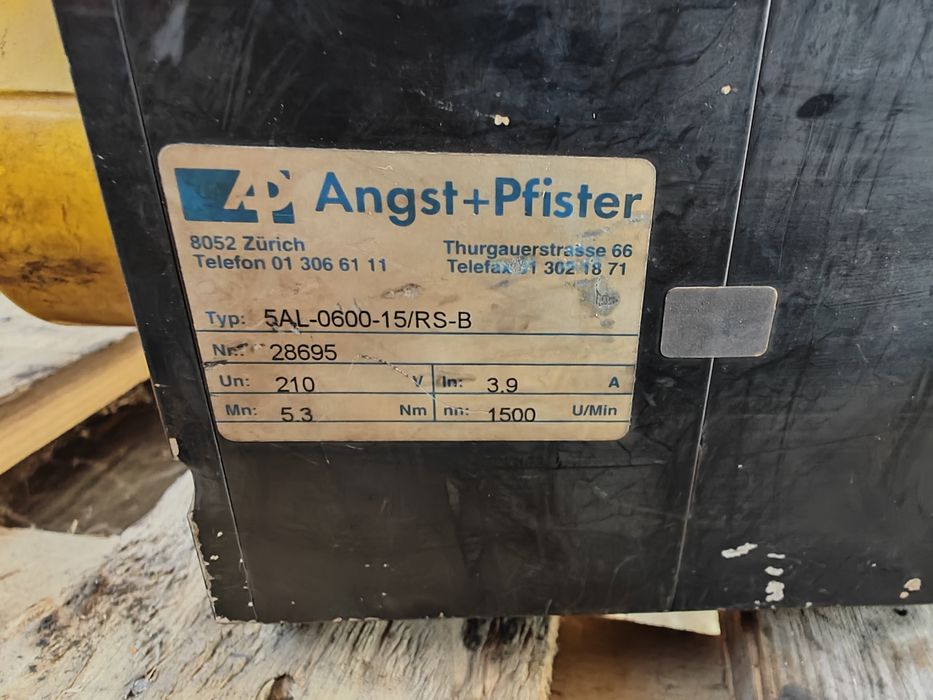 AP Angst+Pfister
8052 Zürich Thurgauerstrasse 66
Telefon 01 306 61 11 Telefax 01 302 18 71
Typ: 5AL-0600-15/RS-B
Nr: 28695
Un: 210 V In: 3.9 A
Mn: 5.3 Nm nn: 1500 U/Min